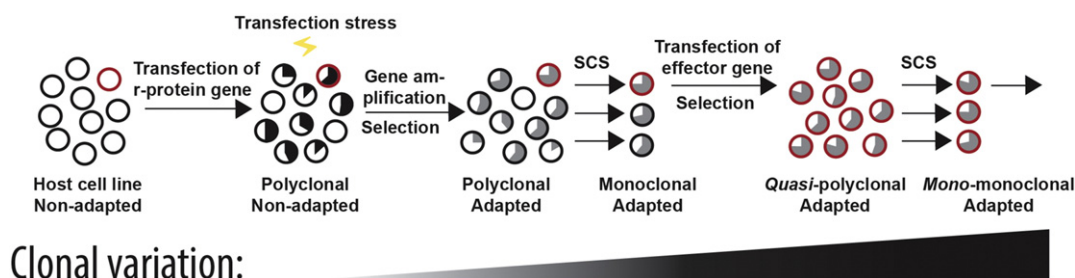 Transfection stress
Transfection of
r-protein gene
Gene am-
plification
Selection
SCS
Transfection of
effector gene
Selection
SCS
Host cell line
Non-adapted
Polyclonal
Non-adapted
Polyclonal
Adapted
Monoclonal
Adapted
Quasi-polyclonal
Adapted
Mono-monoclonal
Adapted
Clonal variation: